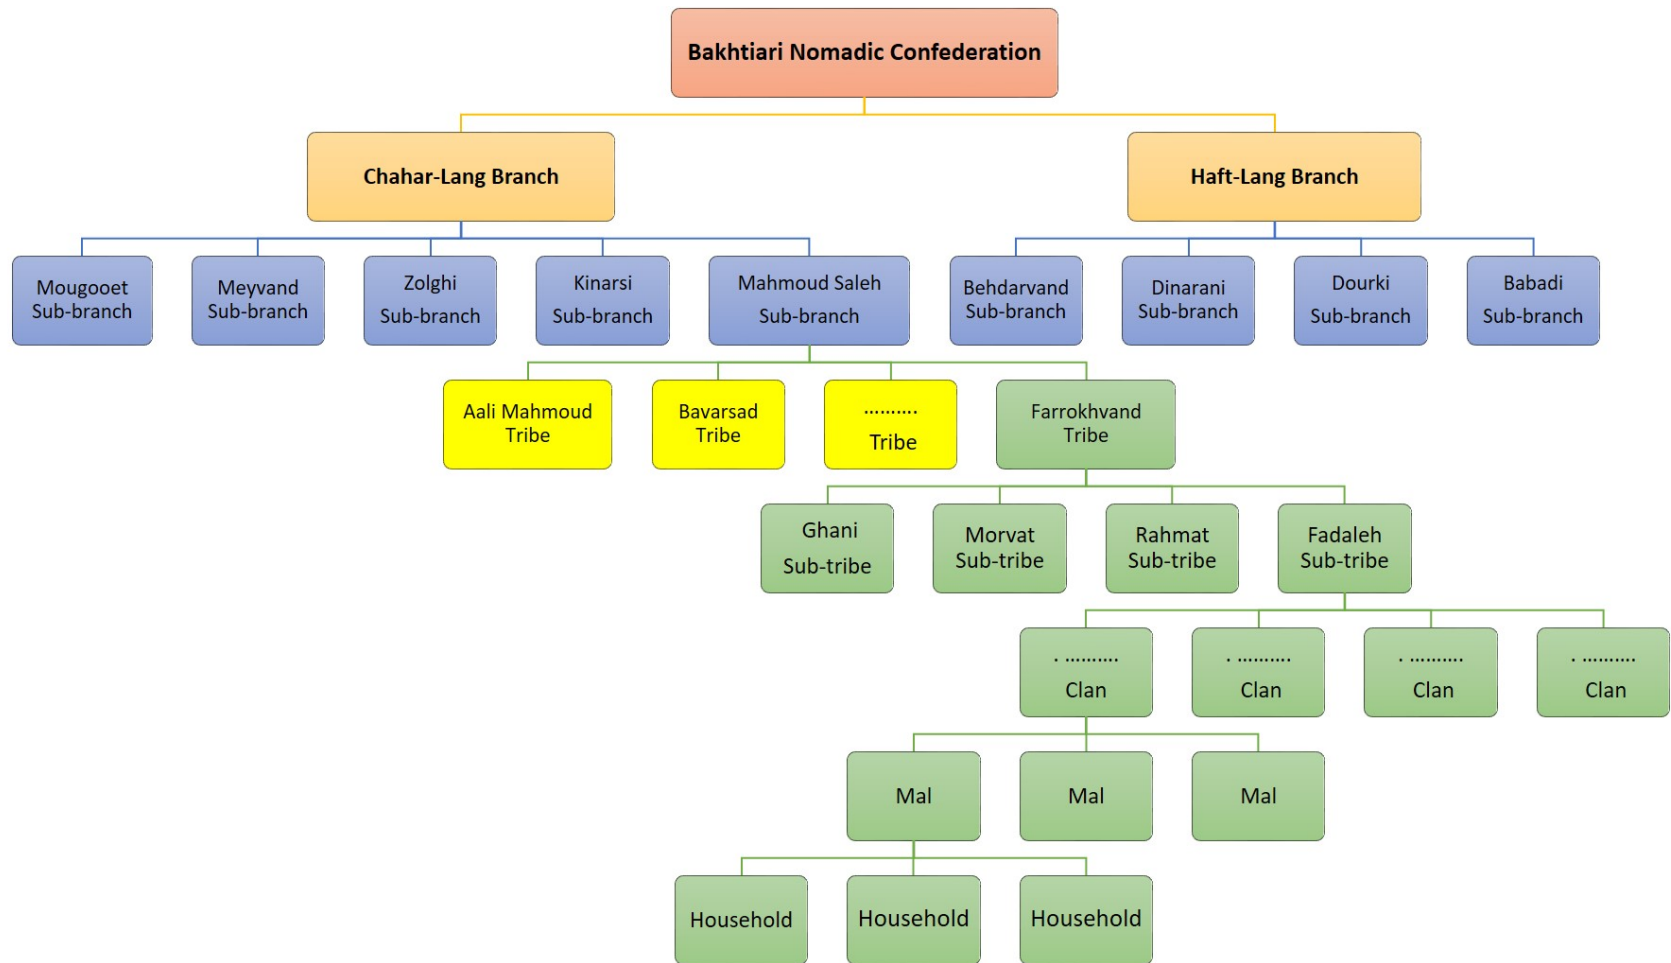 Bakhtiari Nomadic Confederation
Chahar-Lang Branch
Haft-Lang Branch
Mougooet
Sub-branch
Meyvand
Sub-branch
Zolghi
Sub-branch
Kinarsi
Sub-branch
Mahmoud Saleh
Sub-branch
Behdarvand
Sub-branch
Dinarani
Sub-branch
Dourki
Sub-branch
Babadi
Sub-branch
Aali Mahmoud
Tribe
Bavarsad
Tribe
……….
Tribe
Farrokhvand
Tribe
Ghani
Sub-tribe
Morvat
Sub-tribe
Rahmat
Sub-tribe
Fadaleh
Sub-tribe
. ……….
Clan
. ……….
Clan
. ……….
Clan
. ……….
Clan
Mal
Mal
Mal
Household
Household
Household